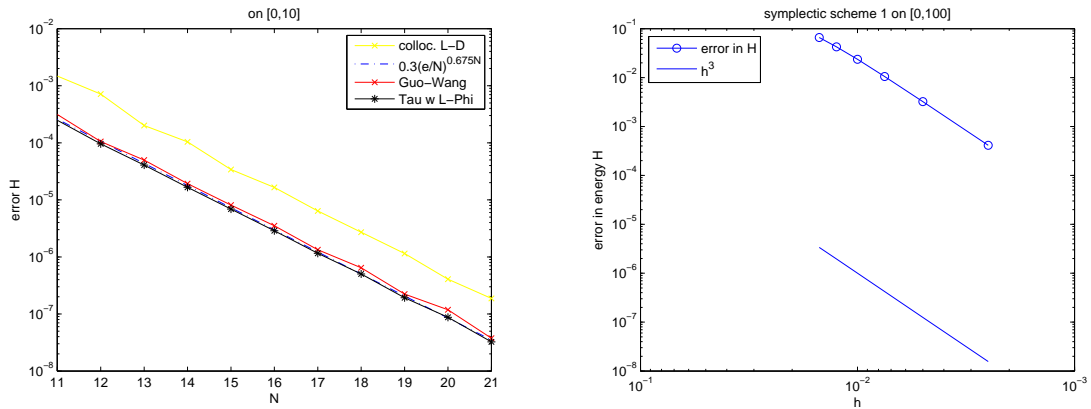 on [0,10]
error H
10^-2
10^-3
10^-4
10^-5
10^-6
10^-7
10^-8
colloc. L-D
0.3(e/N)^0.675N
Guo-Wang
Tau w L-Phi
11 12 13 14 15 16 17 18 19 20 21
N
symplectic scheme 1 on [0,100]
error in energy H
10^-1
10^-2
10^-3
10^-4
10^-5
10^-6
10^-7
10^-8
error in H
h^3
10^-1 10^-2 10^-3
h